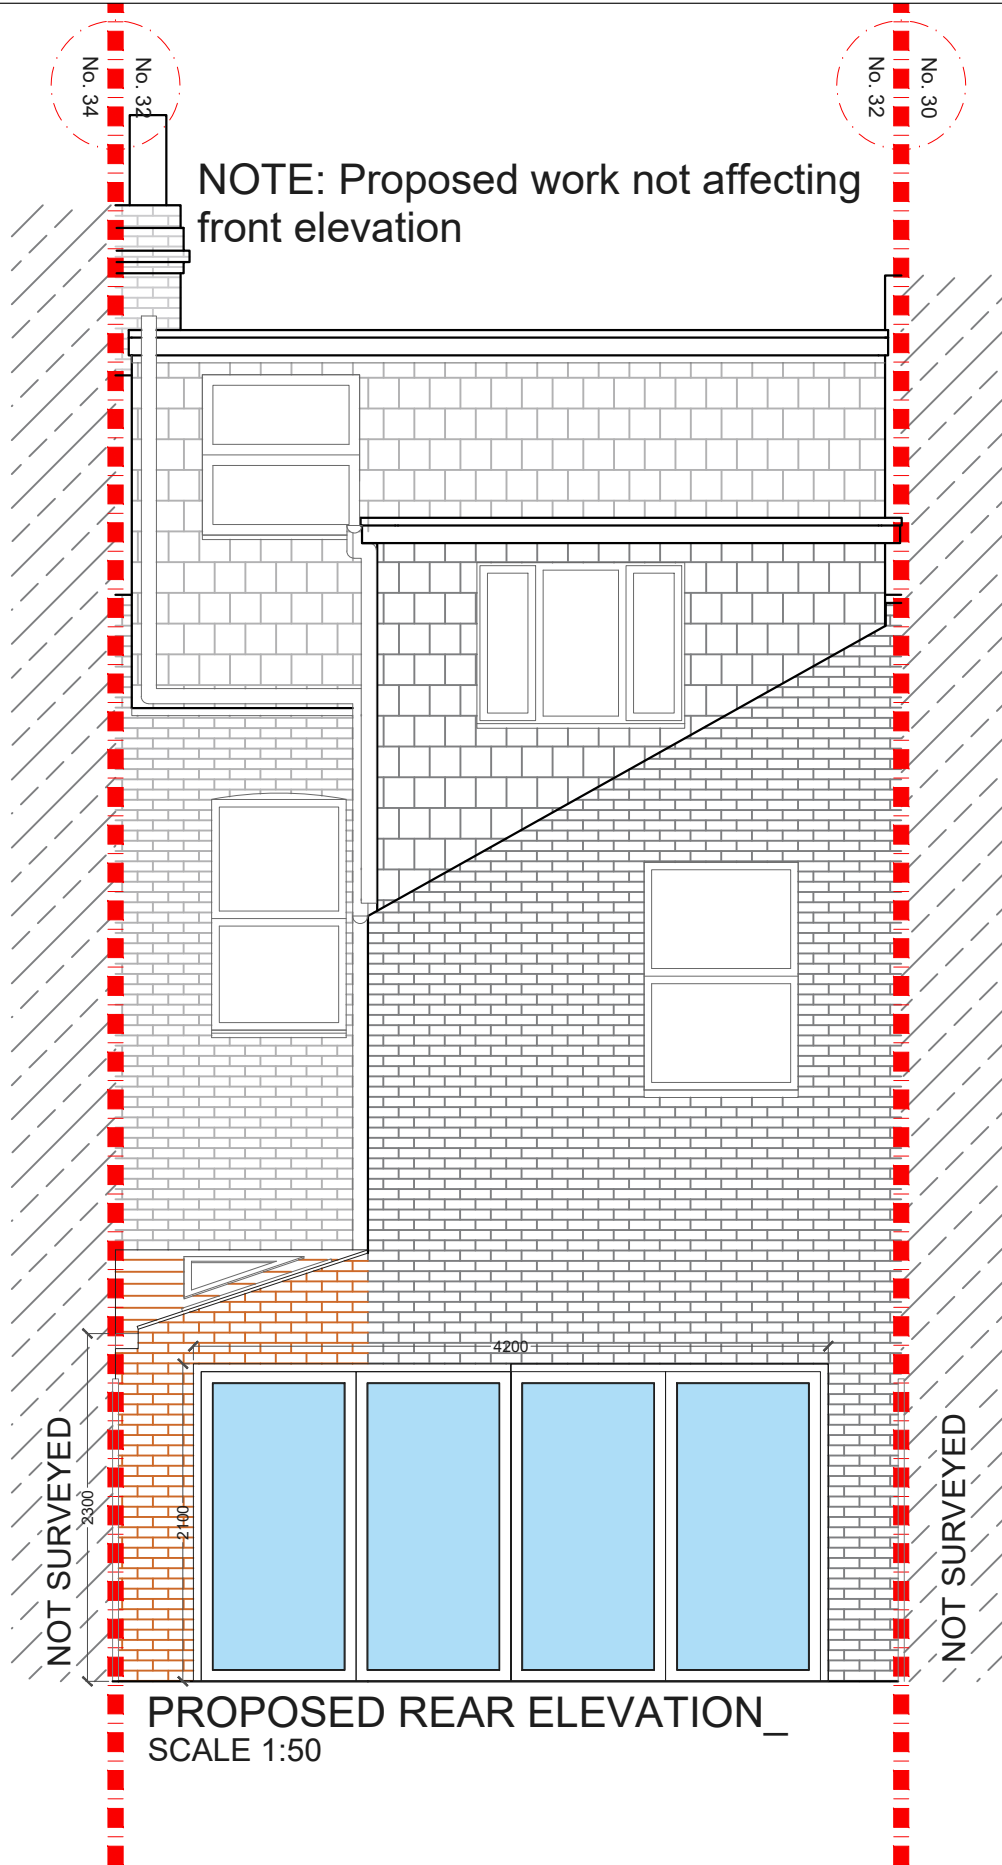 No. 34
No. 32
No. 32
No. 30
NOTE: Proposed work not affecting
front elevation
4200
2300
2100
NOT SURVEYED
NOT SURVEYED
PROPOSED REAR ELEVATION_
SCALE 1:50